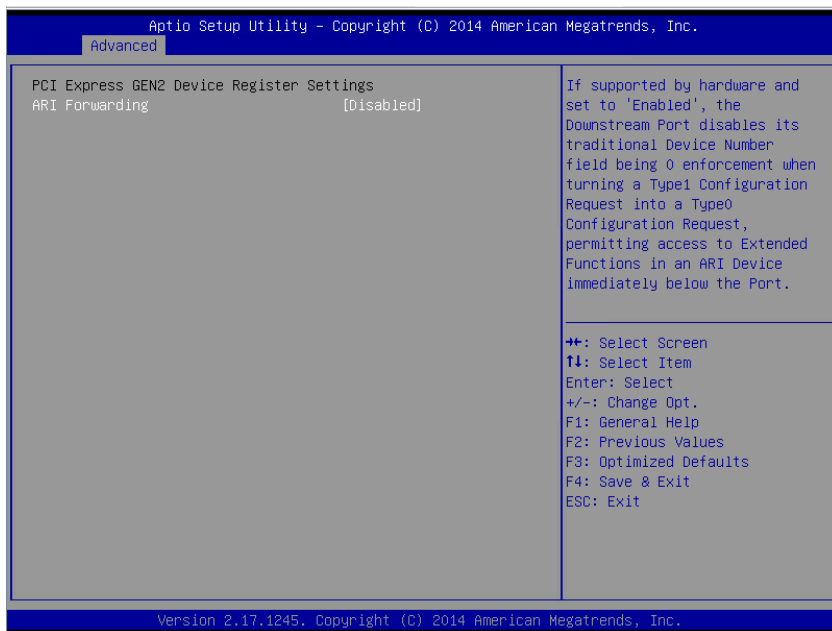 Aptio Setup Utility – Copyright (C) 2014 American Megatrends, Inc.
Advanced
PCI Express GEN2 Device Register Settings
ARI Forwarding [Disabled]
If supported by hardware and
set to 'Enabled', the
Downstream Port disables its
traditional Device Number
field being 0 enforcement when
turning a Type1 Configuration
Request into a Type0
Configuration Request,
permitting access to Extended
Functions in an ARI Device
immediately below the Port.
→←: Select Screen
↑↓: Select Item
Enter: Select
+/-: Change Opt.
F1: General Help
F2: Previous Values
F3: Optimized Defaults
F4: Save & Exit
ESC: Exit
Version 2.17.1245. Copyright (C) 2014 American Megatrends, Inc.